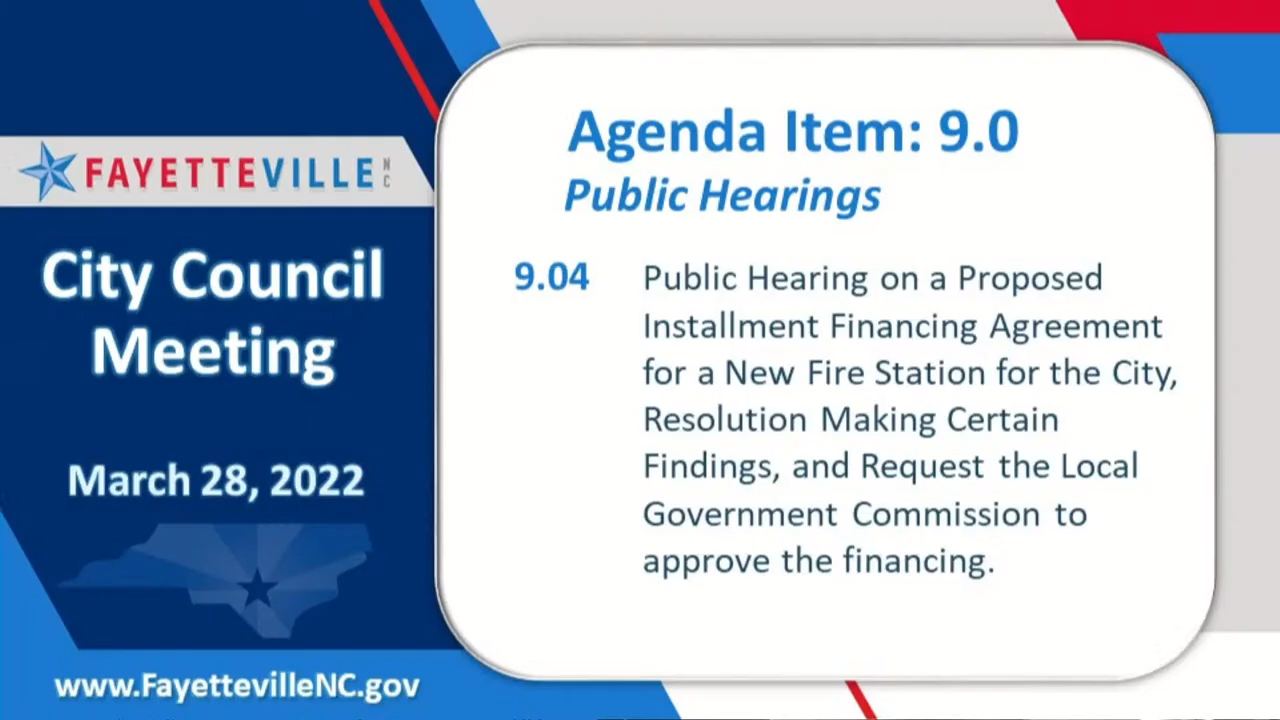 FAYETTEVILLE NC
City Council
Meeting
March 28, 2022
www.FayettevilleNC.gov
Agenda Item: 9.0
Public Hearings
9.04 Public Hearing on a Proposed
Installment Financing Agreement
for a New Fire Station for the City,
Resolution Making Certain
Findings, and Request the Local
Government Commission to
approve the financing.